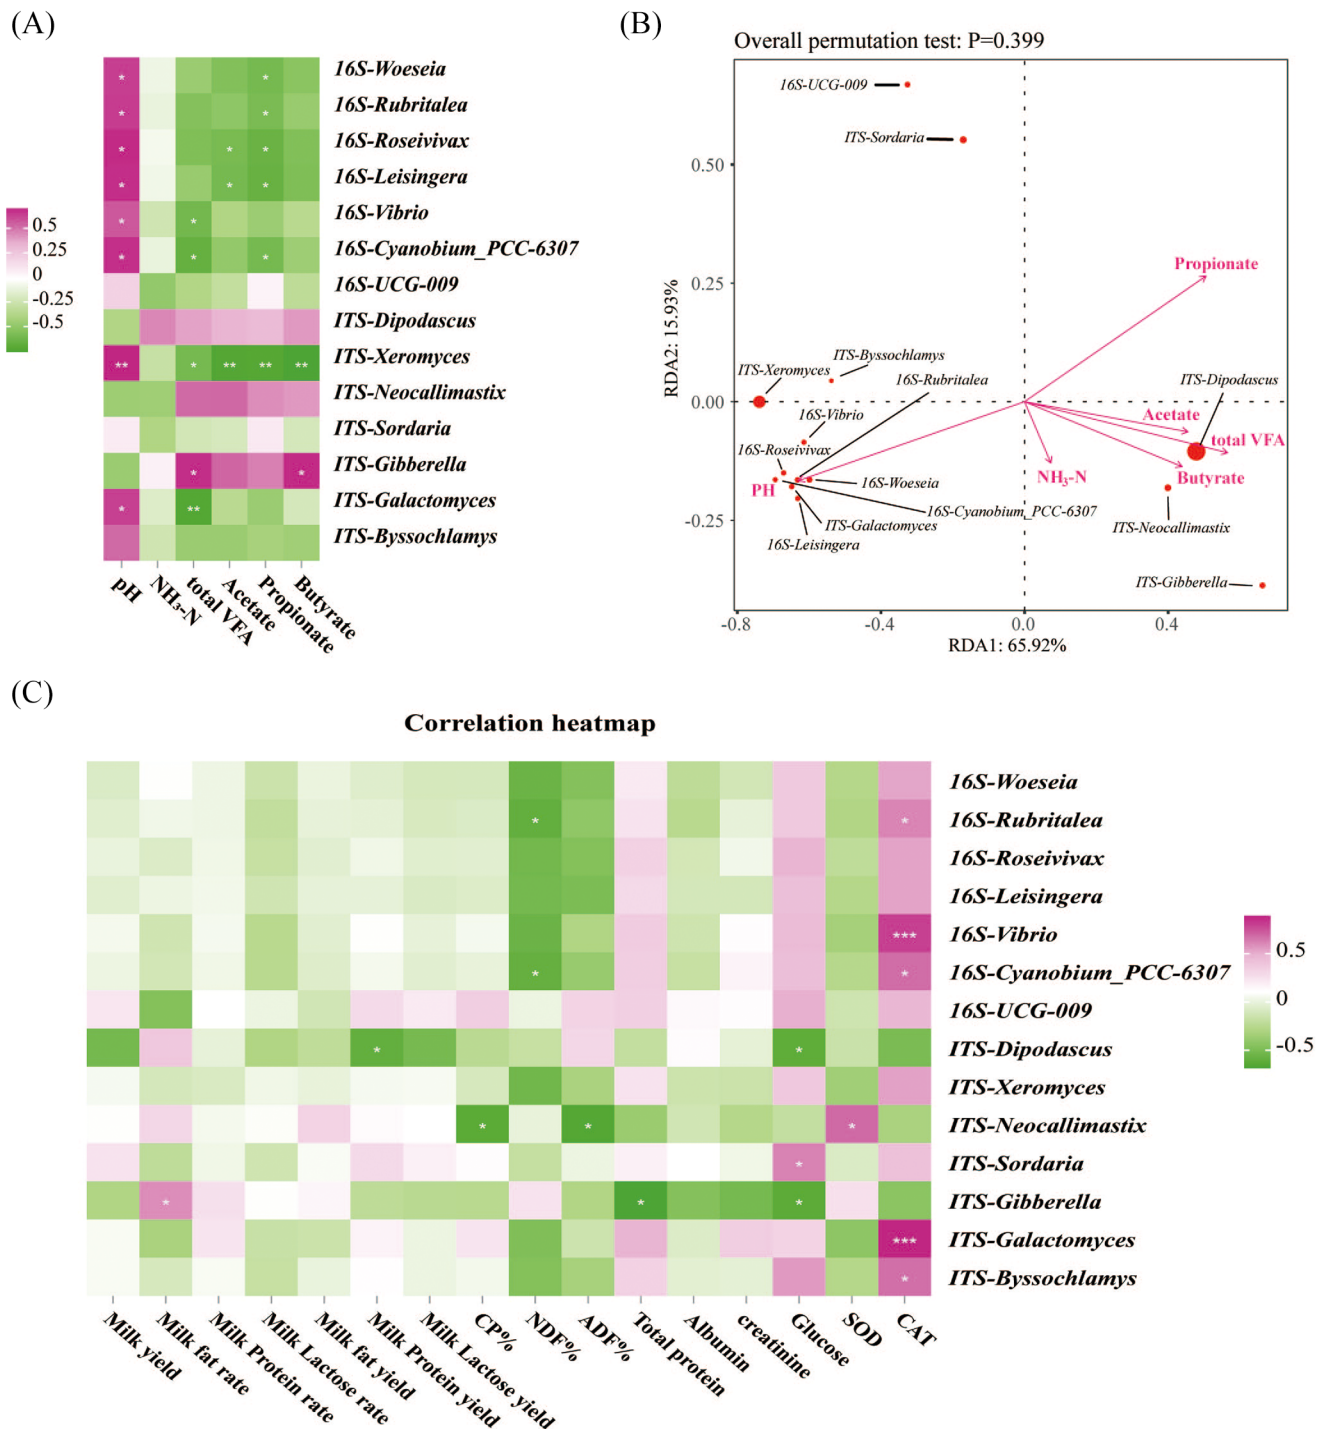 (A)
16S-Woeseia
16S-Rubritalea
16S-Roseivivax
16S-Leisingera
16S-Vibrio
16S-Cyanobium_PCC-6307
16S-UCG-009
ITS-Dipodascus
ITS-Xeromyces
ITS-Neocallimastix
ITS-Sordaria
ITS-Gibberella
ITS-Galactomyces
ITS-Byssochlamys
0.5
0.25
0
-0.25
-0.5
* *
* *
* * *
* * *
* *
* * *
** * ** ** **
* *
* **
pH
NH₃-N
total VFA
Acetate
Propionate
Butyrate
(B)
Overall permutation test: P=0.399
16S-UCG-009
ITS-Sordaria
Propionate
ITS-Byssochlamys
ITS-Xeromyces
16S-Rubritalea
ITS-Dipodascus
16S-Vibrio
Acetate
total VFA
16S-Roseivivax
NH₃-N
Butyrate
PH
16S-Woeseia
16S-Cyanobium_PCC-6307
ITS-Galactomyces
ITS-Neocallimastix
16S-Leisingera
ITS-Gibberella
0.50
0.25
0.00
-0.25
RDA2: 15.93%
-0.8
-0.4
0.0
0.4
RDA1: 65.92%
(C)
Correlation heatmap
16S-Woeseia
16S-Rubritalea
16S-Roseivivax
16S-Leisingera
16S-Vibrio
16S-Cyanobium_PCC-6307
16S-UCG-009
ITS-Dipodascus
ITS-Xeromyces
ITS-Neocallimastix
ITS-Sordaria
ITS-Gibberella
ITS-Galactomyces
ITS-Byssochlamys
* *
***
* *
* *
* * *
*
* * *
***
*
0.5
0
-0.5
Milk yield
Milk fat rate
Milk Protein rate
Milk Lactose rate
Milk fat yield
Milk Protein yield
Milk Lactose yield
CP%
NDF%
ADF%
Total protein
Albumin
creatinine
Glucose
SOD
CAT